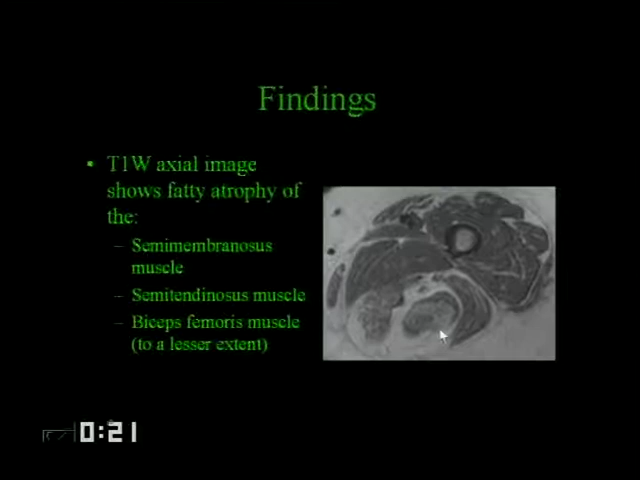 Findings
▪ T1W axial image
shows fatty atrophy of
the:
– Semimembranosus
muscle
– Semitendinosus muscle
– Biceps femoris muscle
(to a lesser extent)
0:21